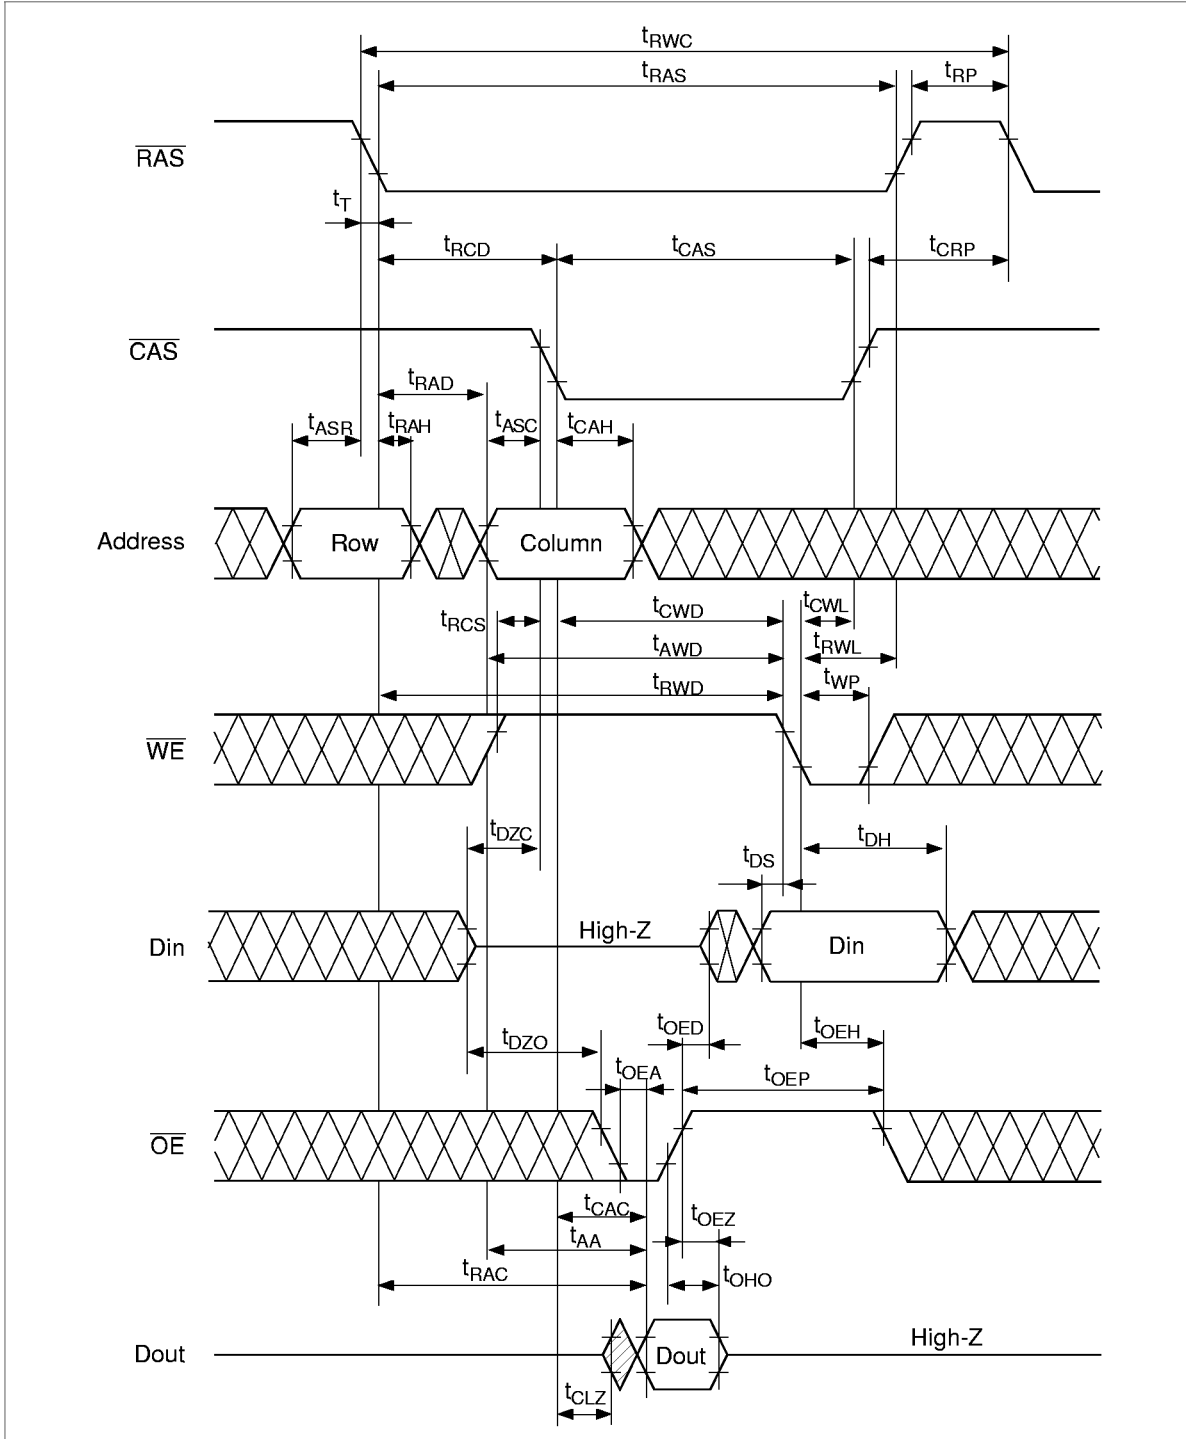 tRWC
tRAS
tRP
RAS
tT
tRCD
tCAS
tCRP
CAS
tRAD
tASR
tRAH
tASC
tCAH
Address
Row
Column
tRCS
tCWD
tCWL
tAWD
tRWL
tRWD
tWP
WE
tDZC
tDH
tDS
Din
High-Z
Din
tDZO
tOED
tOEH
tOEA
tOEP
OE
tCAC
tOEZ
tAA
tRAC
tOHO
Dout
Dout
High-Z
tCLZ